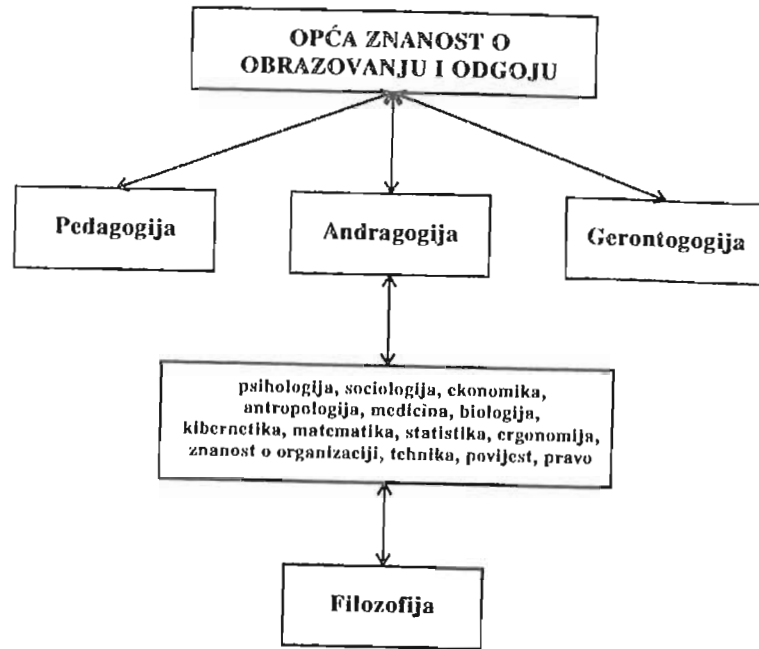 OPĆA ZNANOST O
OBRAZOVANJU I ODGOJU
Pedagogija
Andragogija
Gerontogogija
psihologija, sociologija, ekonomika,
antropologija, medicina, biologija,
kibernetika, matematika, statistika, ergonomija,
znanost o organizaciji, tehnika, povijest, pravo
Filozofija